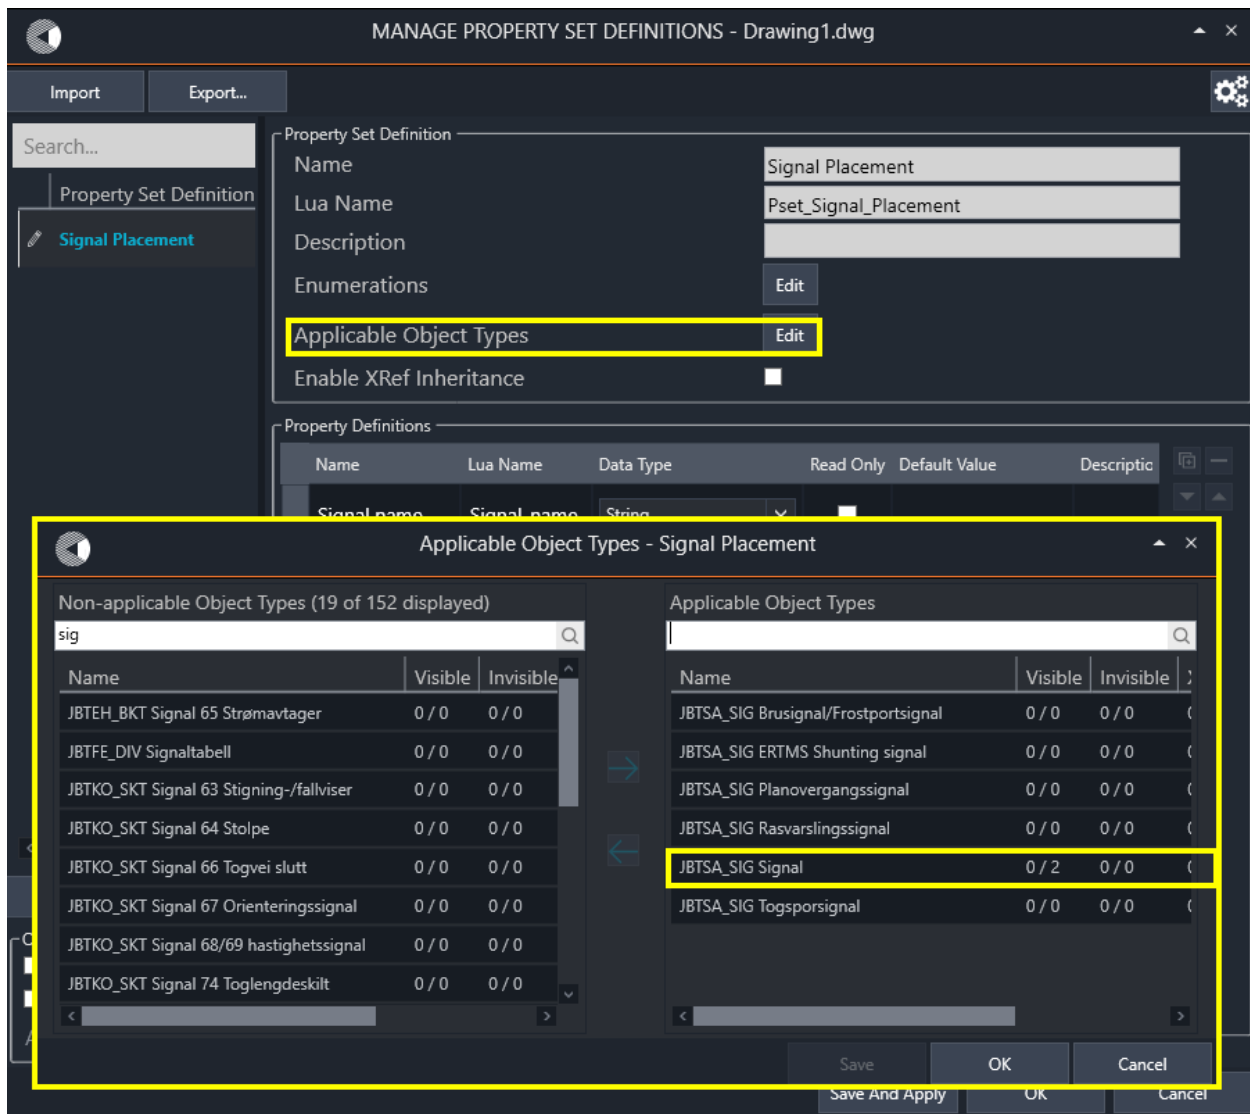 MANAGE PROPERTY SET DEFINITIONS - Drawing1.dwg
Import Export...
Search...
Property Set Definition
Signal Placement
Property Set Definition
Name Signal Placement
Lua Name Pset_Signal_Placement
Description
Enumerations Edit
Applicable Object Types Edit
Enable XRef Inheritance
Property Definitions
Name Lua Name Data Type Read Only Default Value Descriptic
Signal name Signal_name String
Applicable Object Types - Signal Placement
Non-applicable Object Types (19 of 152 displayed)
sig
Name Visible Invisible
JBTEH_BKT Signal 65 Strømavtager 0 / 0 0 / 0
JBTFE_DIV Signaltabell 0 / 0 0 / 0
JBTKO_SKT Signal 63 Stigning-/fallviser 0 / 0 0 / 0
JBTKO_SKT Signal 64 Stolpe 0 / 0 0 / 0
JBTKO_SKT Signal 66 Togvei slutt 0 / 0 0 / 0
JBTKO_SKT Signal 67 Orienteringssignal 0 / 0 0 / 0
JBTKO_SKT Signal 68/69 hastighetssignal 0 / 0 0 / 0
JBTKO_SKT Signal 74 Toglengdeskilt 0 / 0 0 / 0
Applicable Object Types
Name Visible Invisible
JBTSA_SIG Brusignal/Frostportsignal 0 / 0 0 / 0
JBTSA_SIG ERTMS Shunting signal 0 / 0 0 / 0
JBTSA_SIG Planovergangssignal 0 / 0 0 / 0
JBTSA_SIG Rasvarslingssignal 0 / 0 0 / 0
JBTSA_SIG Signal 0 / 2 0 / 0
JBTSA_SIG Togsporsignal 0 / 0 0 / 0
Save OK Cancel
Save And Apply OK Cancel